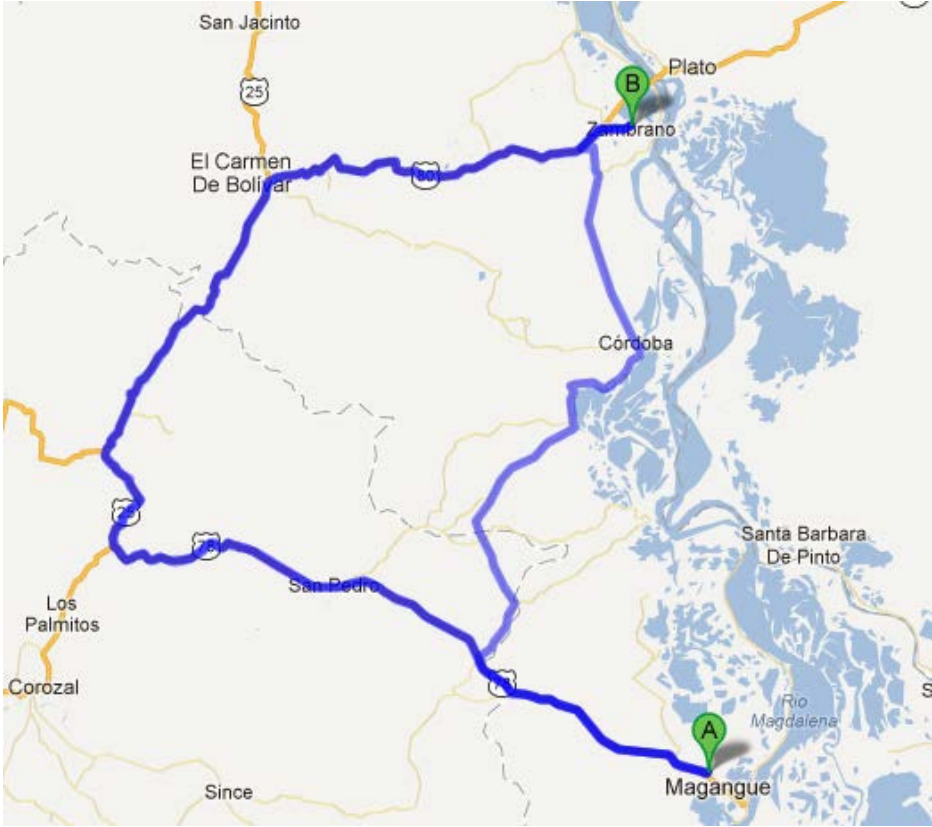 San Jacinto
25
B
Plato
Zambrano
El Carmen
De Bolívar
80
Córdoba
25
78
Santa Barbara
De Pinto
San Pedro
Los
Palmitos
Corozal
78
S
Rio
Magdalena
A
Magangue
Since